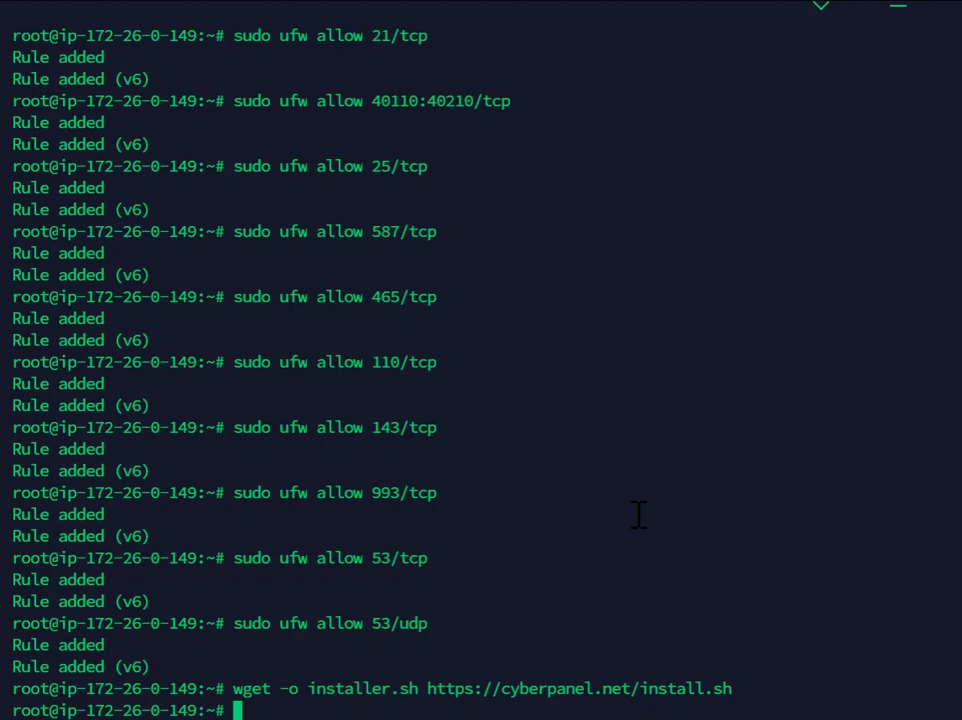 root@ip-172-26-0-149:~# sudo ufw allow 21/tcp
Rule added
Rule added (v6)
root@ip-172-26-0-149:~# sudo ufw allow 40110:40210/tcp
Rule added
Rule added (v6)
root@ip-172-26-0-149:~# sudo ufw allow 25/tcp
Rule added
Rule added (v6)
root@ip-172-26-0-149:~# sudo ufw allow 587/tcp
Rule added
Rule added (v6)
root@ip-172-26-0-149:~# sudo ufw allow 465/tcp
Rule added
Rule added (v6)
root@ip-172-26-0-149:~# sudo ufw allow 110/tcp
Rule added
Rule added (v6)
root@ip-172-26-0-149:~# sudo ufw allow 143/tcp
Rule added
Rule added (v6)
root@ip-172-26-0-149:~# sudo ufw allow 993/tcp
Rule added
Rule added (v6)
root@ip-172-26-0-149:~# sudo ufw allow 53/tcp
Rule added
Rule added (v6)
root@ip-172-26-0-149:~# sudo ufw allow 53/udp
Rule added
Rule added (v6)
root@ip-172-26-0-149:~# wget -o installer.sh https://cyberpanel.net/install.sh
root@ip-172-26-0-149:~#